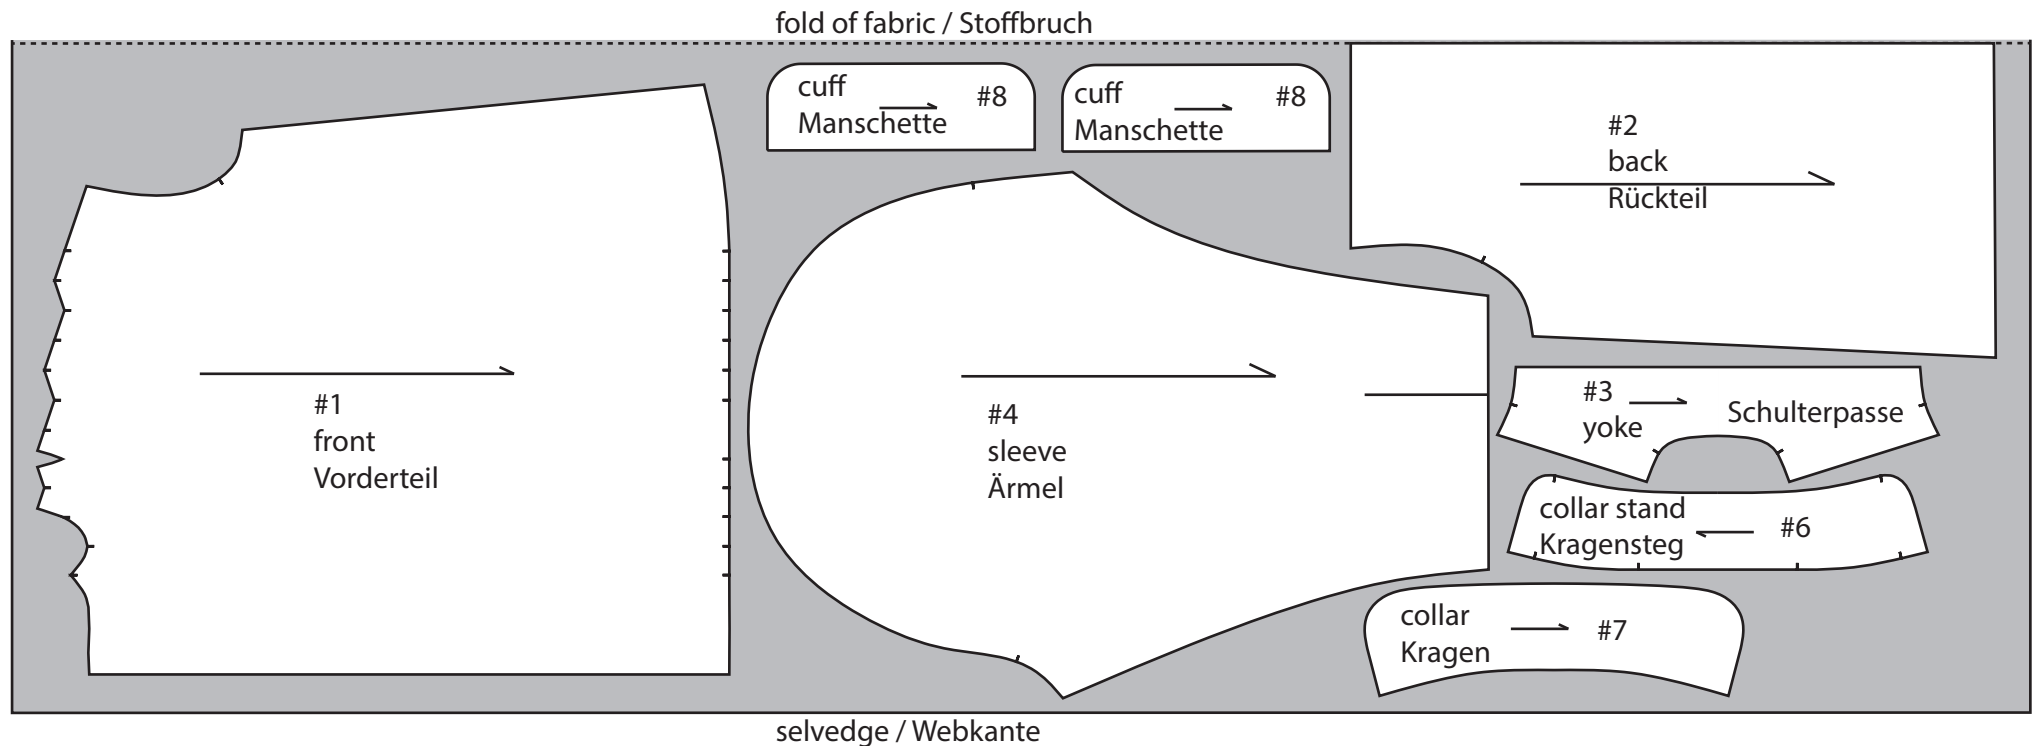 fold of fabric / Stoffbruch
cuff
Manschette
#8
cuff
Manschette
#8
#2
back
Rückteil
#1
front
Vorderteil
#4
sleeve
Ärmel
#3
yoke
Schulterpasse
collar stand
Kragensteg
#6
collar
Kragen
#7
selvedge / Webkante